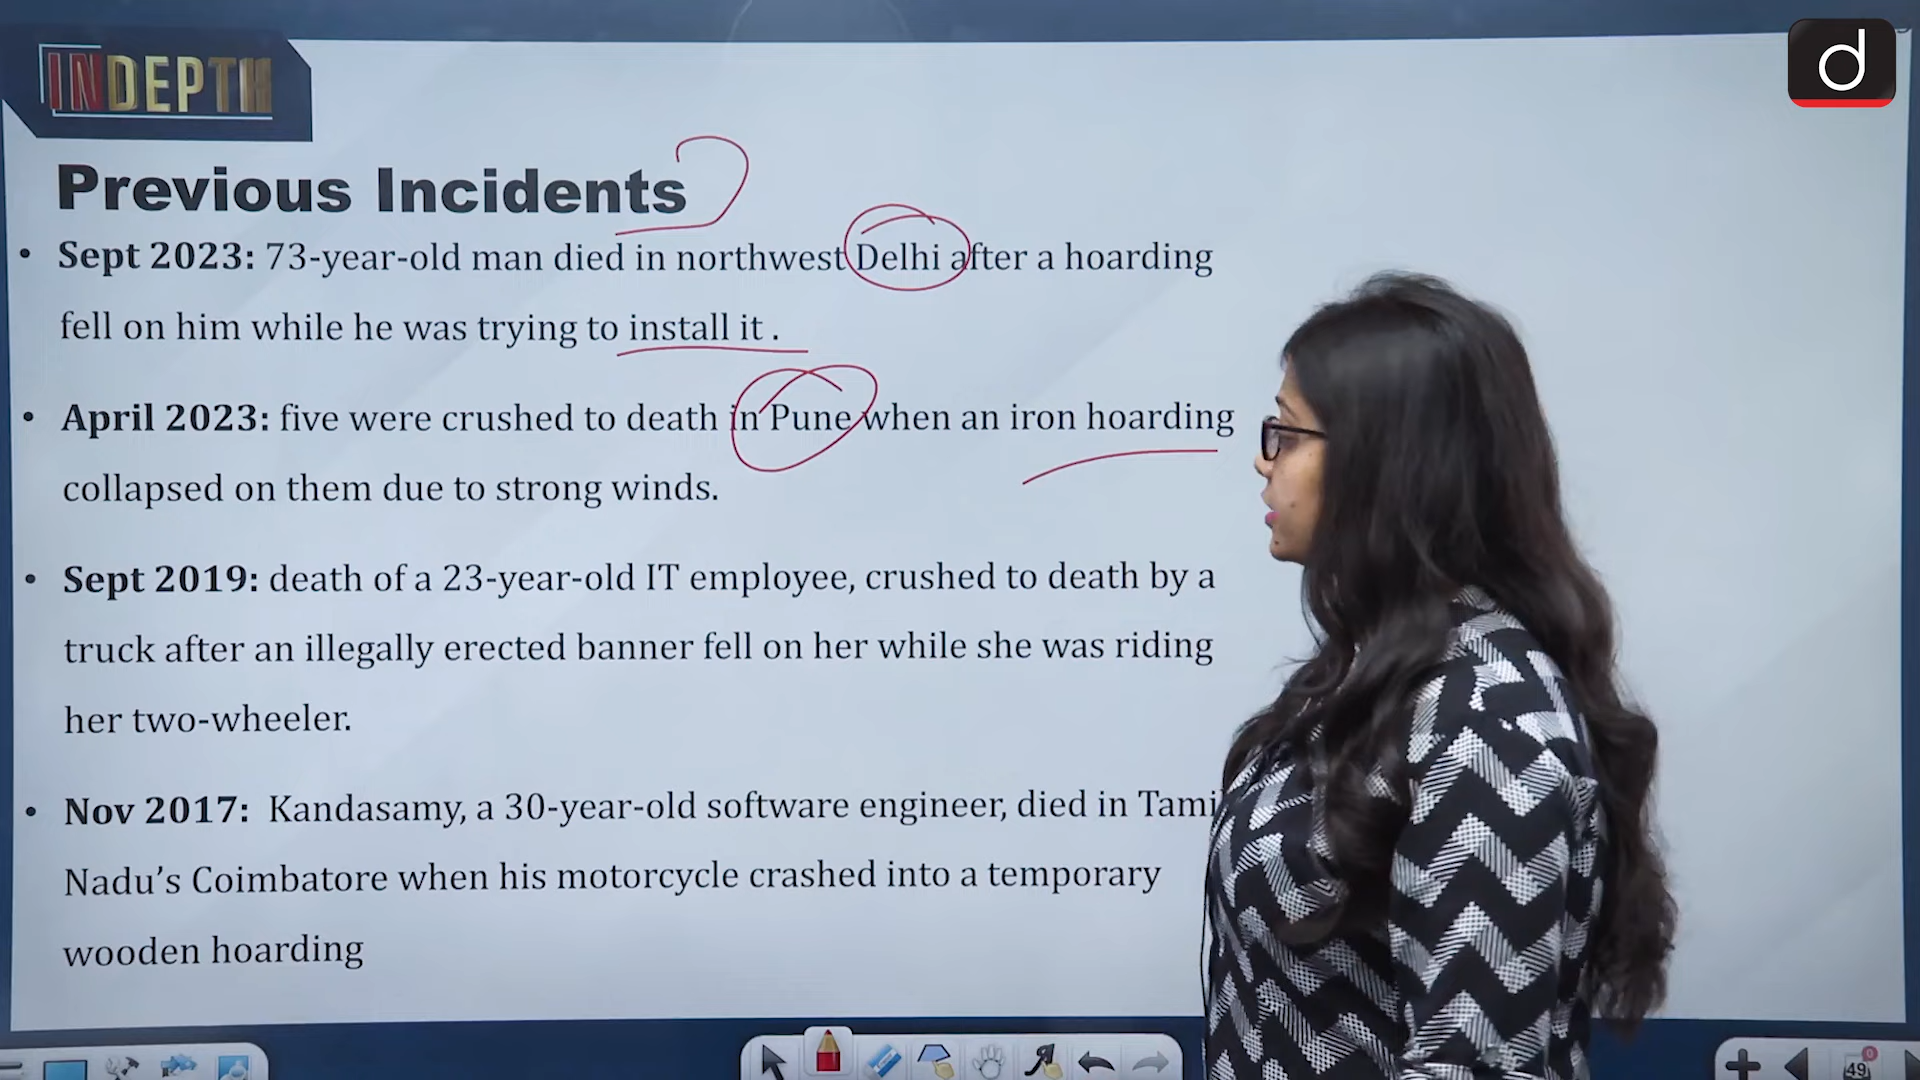 INDEPTH
d
Previous Incidents
• Sept 2023: 73-year-old man died in northwest Delhi after a hoarding
fell on him while he was trying to install it .
• April 2023: five were crushed to death in Pune when an iron hoarding
collapsed on them due to strong winds.
• Sept 2019: death of a 23-year-old IT employee, crushed to death by a
truck after an illegally erected banner fell on her while she was riding
her two-wheeler.
• Nov 2017: Kandasamy, a 30-year-old software engineer, died in Tami
Nadu's Coimbatore when his motorcycle crashed into a temporary
wooden hoarding
49
0